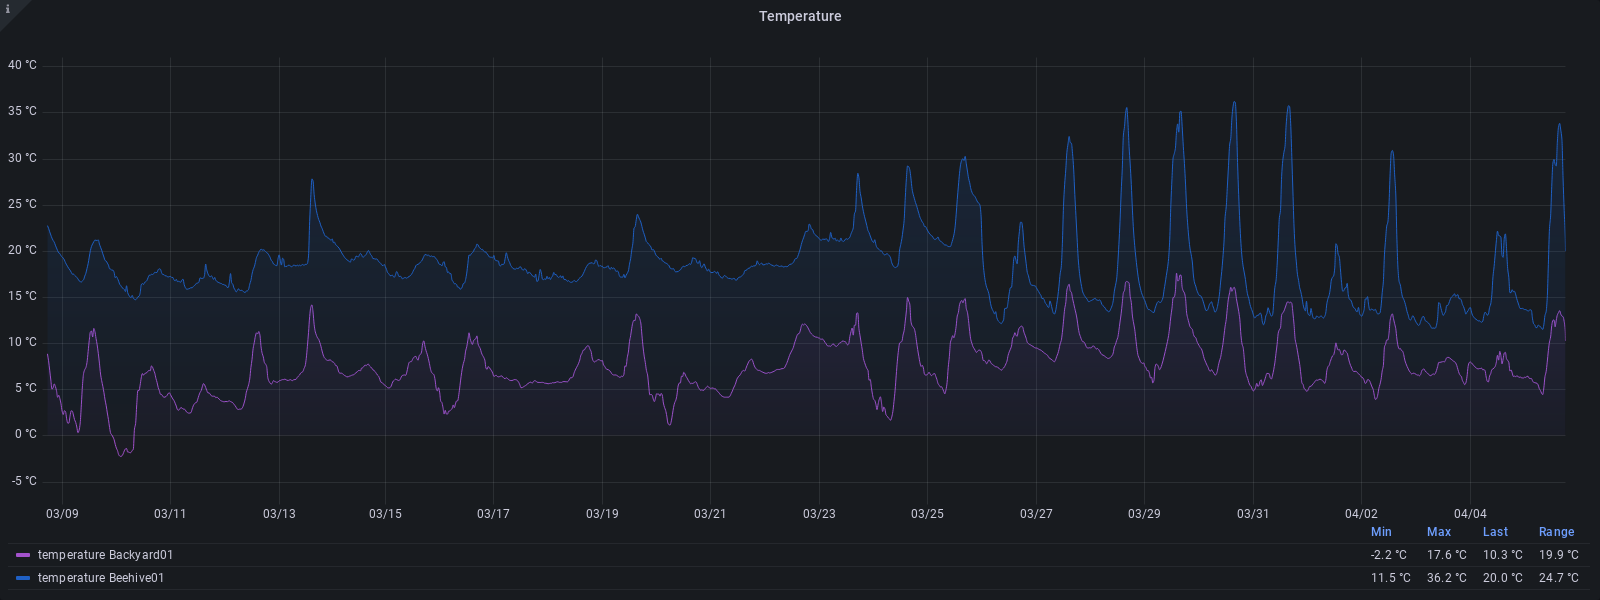 i
Temperature
40 °C
35 °C
30 °C
25 °C
20 °C
15 °C
10 °C
5 °C
0 °C
-5 °C
03/09 03/11 03/13 03/15 03/17 03/19 03/21 03/23 03/25 03/27 03/29 03/31 04/02 04/04
Min Max Last Range
temperature Backyard01 -2.2 °C 17.6 °C 10.3 °C 19.9 °C
temperature Beehive01 11.5 °C 36.2 °C 20.0 °C 24.7 °C